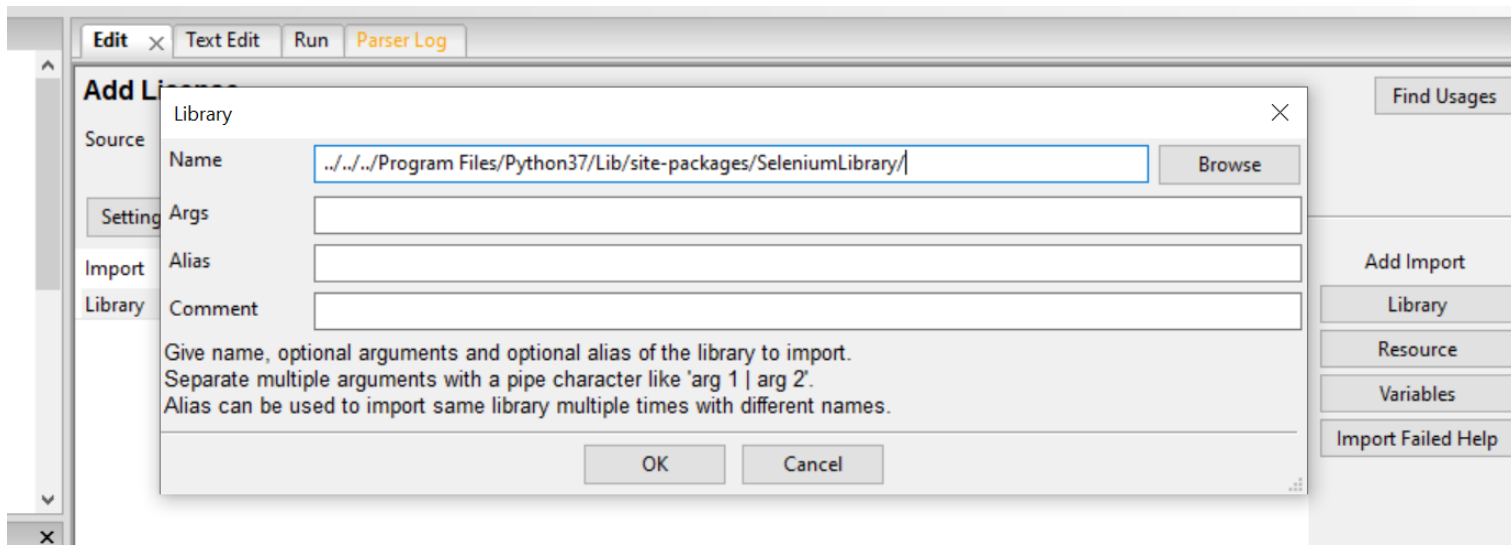 Edit Text Edit Run Parser Log
Add License
Find Usages
Library
Source
Name ../../../Program Files/Python37/Lib/site-packages/SeleniumLibrary/ Browse
Setting Args
Import Alias Add Import
Library Comment Library
Give name, optional arguments and optional alias of the library to import. Resource
Separate multiple arguments with a pipe character like 'arg 1 | arg 2'.
Alias can be used to import same library multiple times with different names. Variables
Import Failed Help
OK Cancel